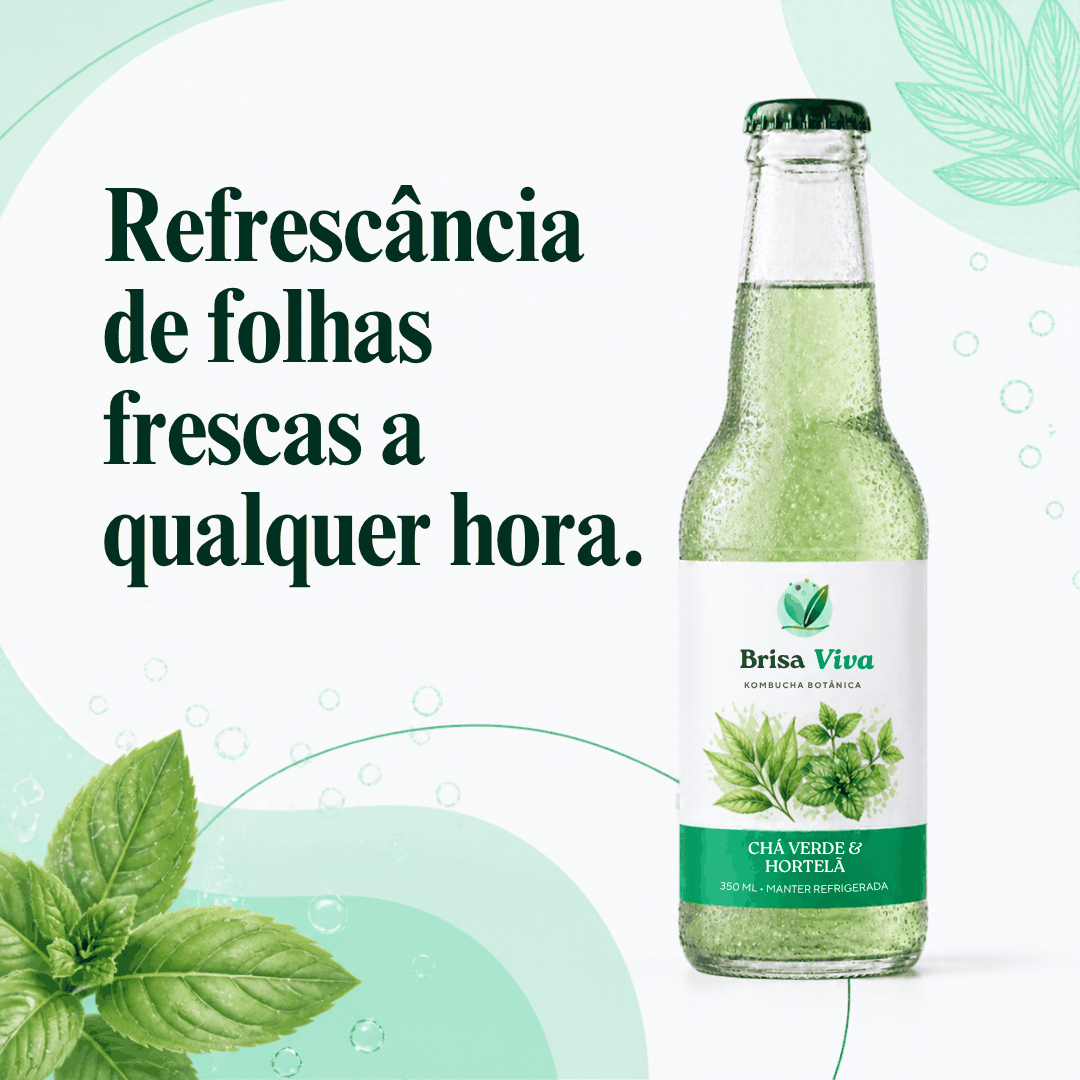 Refrescância
de folhas
frescas a
qualquer hora.
Brisa Viva
KOMBUCHA BOTÂNICA
CHÁ VERDE &
HORTELÃ
350 ML • MANTER REFRIGERADA